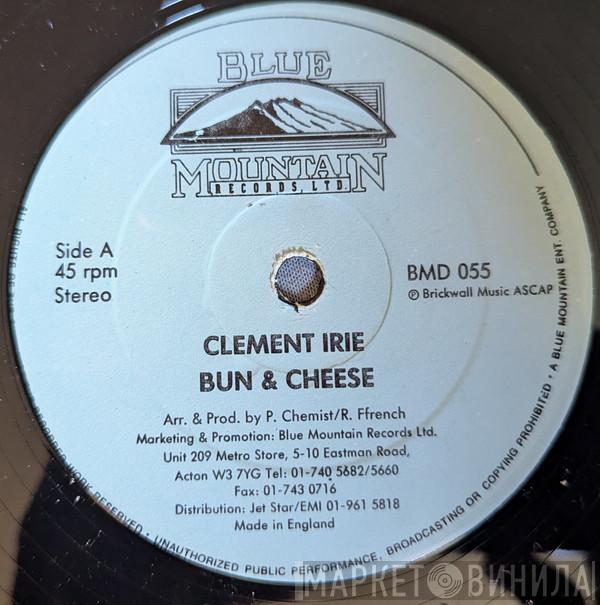 BLUE
MOUNTAIN
RECORDS, LTD.
Side A
45 rpm
Stereo
BMD 055
℗ Brickwall Music ASCAP
CLEMENT IRIE
BUN & CHEESE
Arr. & Prod. by P. Chemist/R. Ffrench
Marketing & Promotion: Blue Mountain Records Ltd.
Unit 209 Metro Store, 5-10 Eastman Road,
Acton W3 7YG Tel: 01-740 5682/5660
Fax: 01-743 0716
Distribution: Jet Star/EMI 01-961 5818
Made in England
WORK RESERVED - UNAUTHORIZED PUBLIC PERFORMANCE, BROADCASTING OR COPYING PROHIBITED • A BLUE MOUNTAIN ENT. COMPANY
МАРКЕТ ВИНИЛА